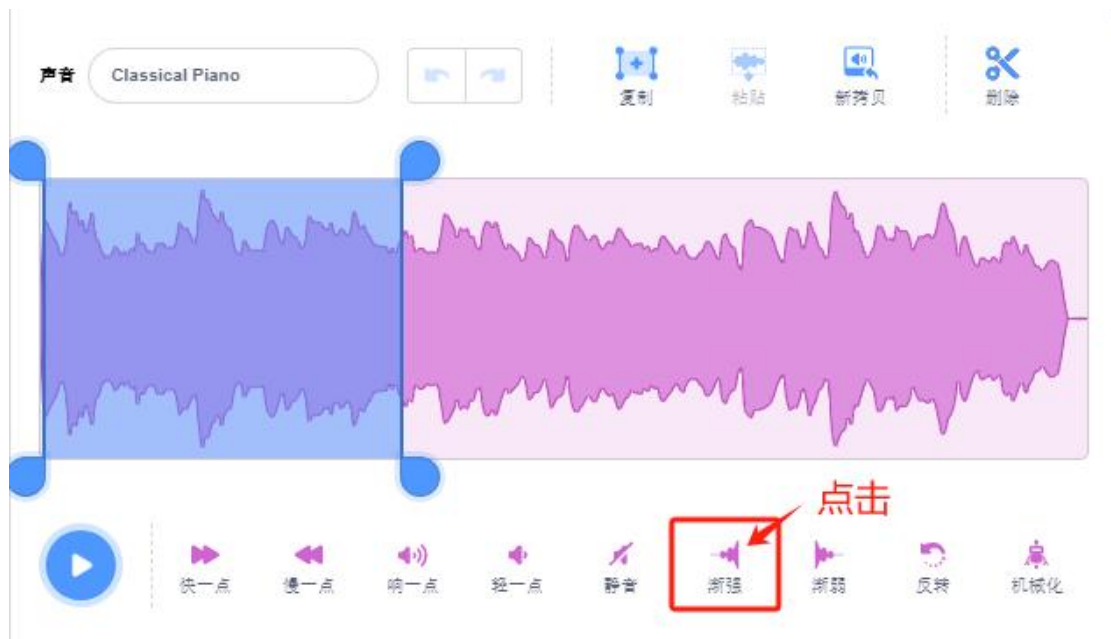 声音 Classical Piano 复制 粘贴 新拷贝 删除
点击
快一点 慢一点 响一点 轻一点 静音 渐强 渐弱 反转 机械化